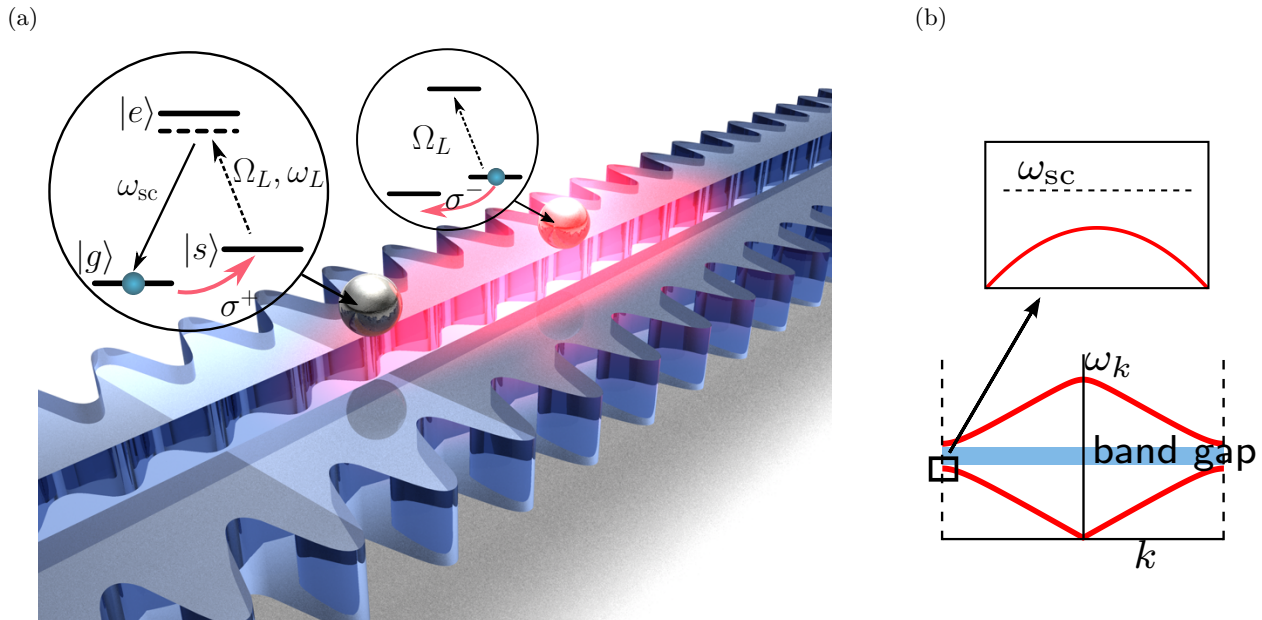 (a)
(b)
|e⟩
Ω_L, ω_L
ω_sc
|g⟩
|s⟩
σ^+
Ω_L
σ^-
ω_sc
ω_k
band gap
k